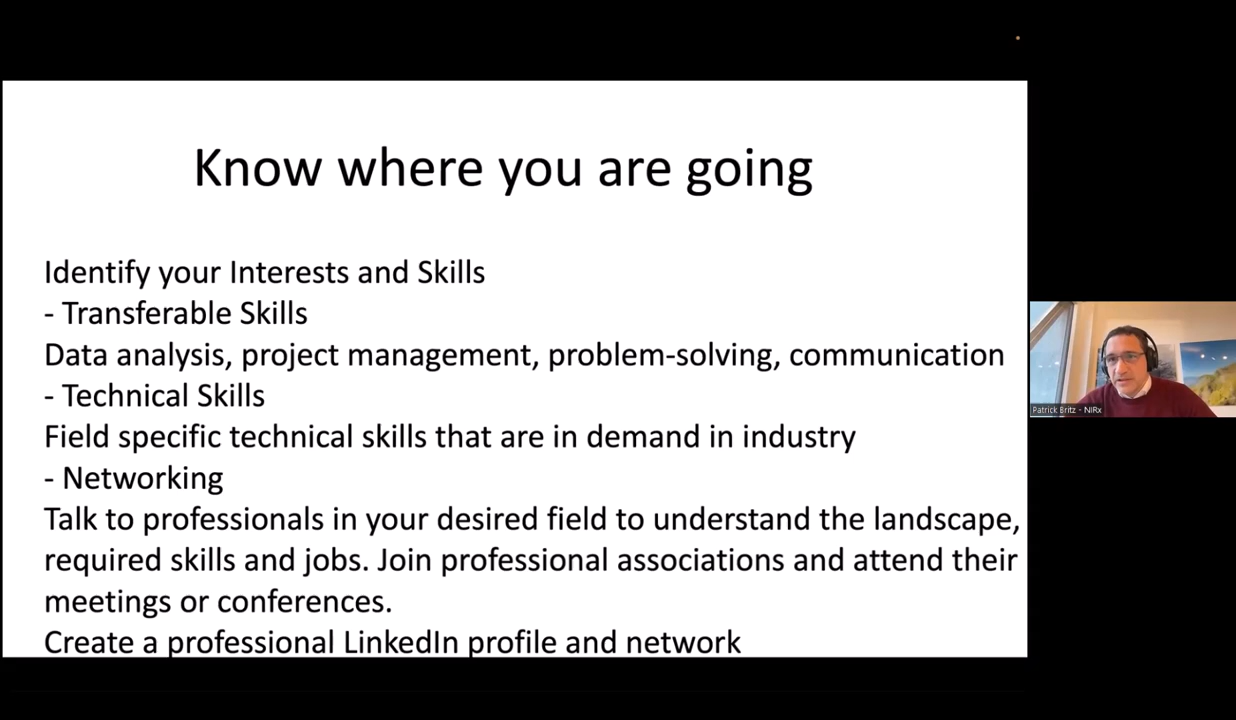 Know where you are going
Identify your Interests and Skills
- Transferable Skills
Data analysis, project management, problem-solving, communication
- Technical Skills
Field specific technical skills that are in demand in industry
- Networking
Talk to professionals in your desired field to understand the landscape,
required skills and jobs. Join professional associations and attend their
meetings or conferences.
Create a professional LinkedIn profile and network
Patrick Britz - NIRx